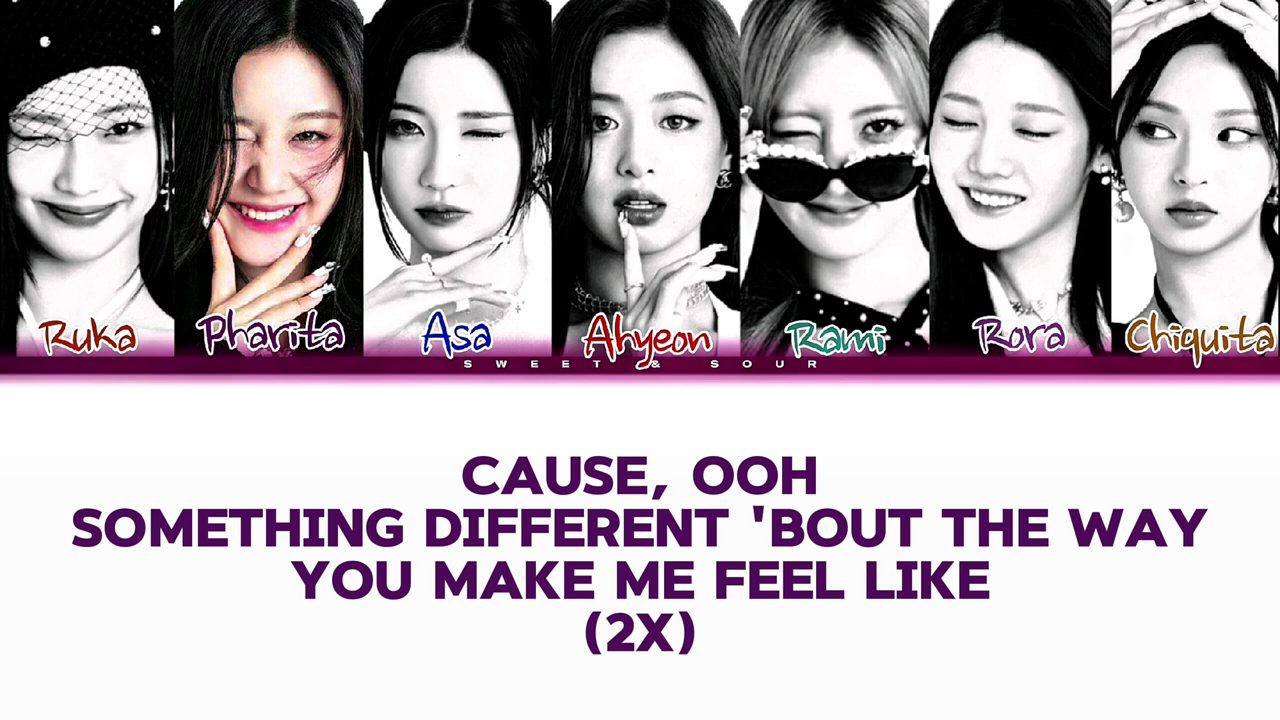 Ruka Pharita Asa Ahyeon Rami Rora Chiquita
SWEET & SOUR
CAUSE, OOH
SOMETHING DIFFERENT 'BOUT THE WAY
YOU MAKE ME FEEL LIKE
(2X)